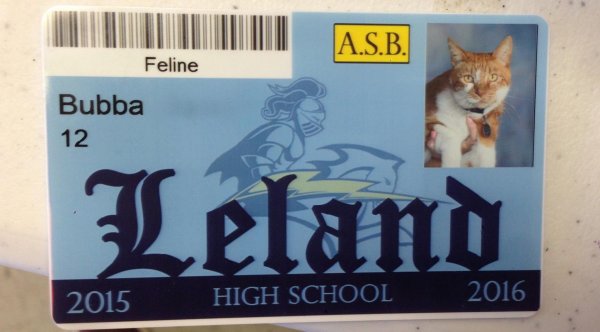 Feline
A.S.B.
Bubba
12
Leland
2015 HIGH SCHOOL 2016